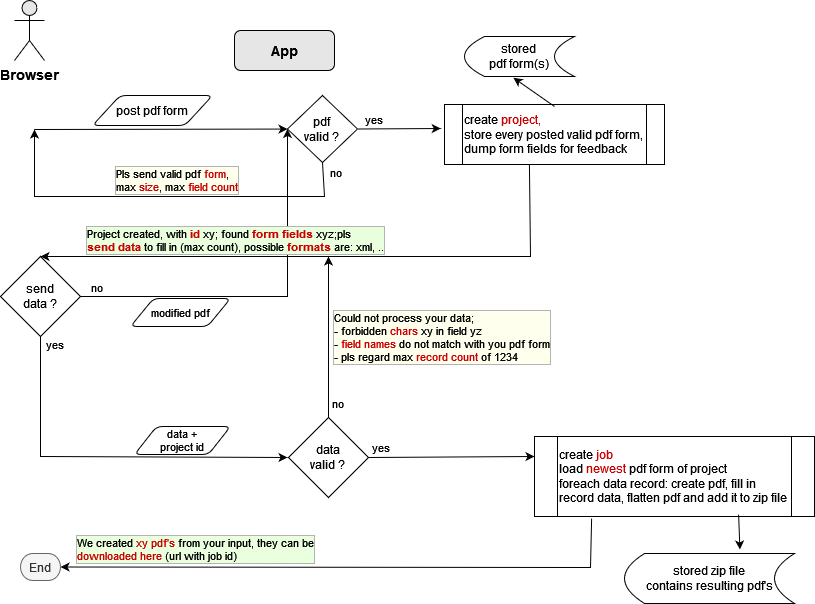 Browser
App
stored
pdf form(s)
post pdf form
pdf
valid ?
yes
create project,
store every posted valid pdf form,
dump form fields for feedback
no
Pls send valid pdf form,
max size, max field count
Project created, with id xy; found form fields xyz;pls
send data to fill in (max count), possible formats are: xml, ..
send
data ?
no
modified pdf
yes
Could not process your data;
- forbidden chars xy in field yz
- field names do not match with you pdf form
- pls regard max record count of 1234
no
data +
project id
data
valid ?
yes
create job
load newest pdf form of project
foreach data record: create pdf, fill in
record data, flatten pdf and add it to zip file
We created xy pdf's from your input, they can be
downloaded here (url with job id)
End
stored zip file
contains resulting pdf's